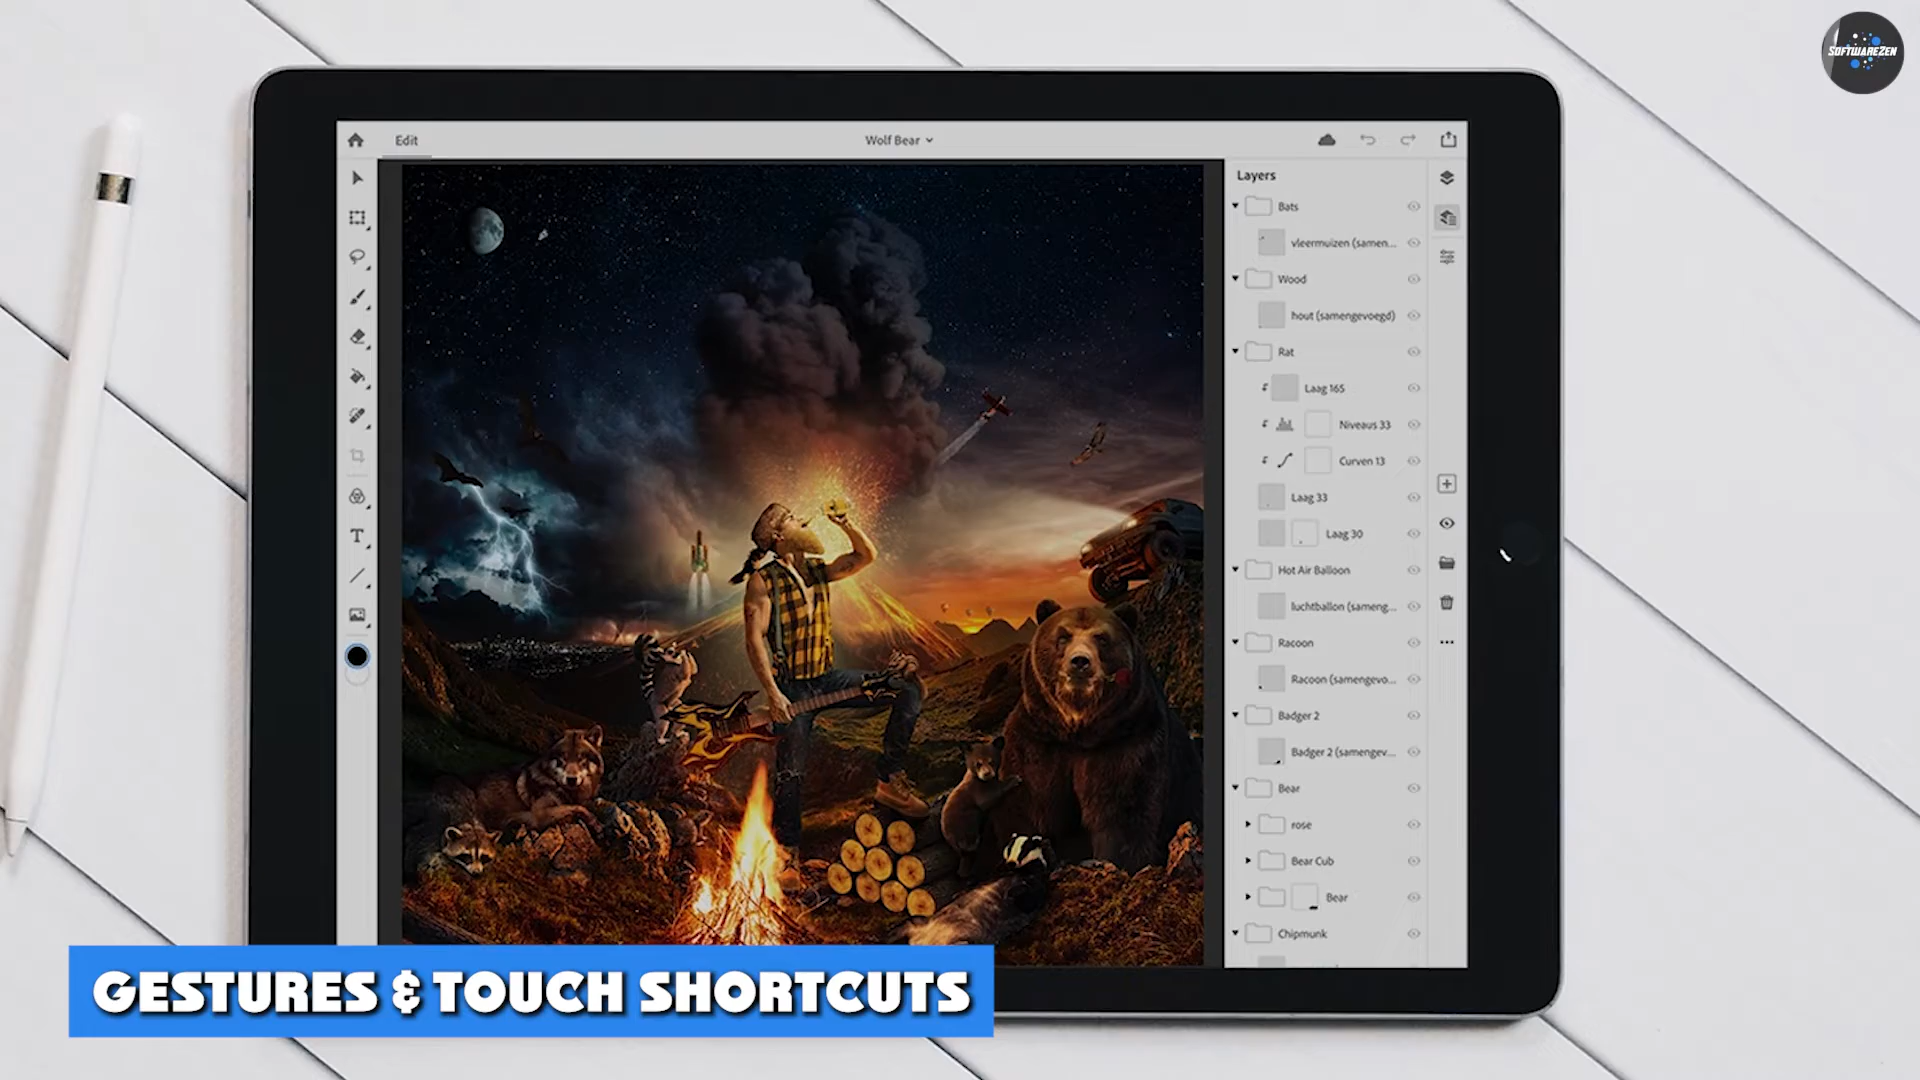 SOFTWAREZEN
Edit
Wolf Bear
Layers
Bats
vleermuizen (samen...
Wood
hout (samengevoegd)
Rat
Laag 165
Niveaus 33
Curven 13
Laag 33
Laag 30
Hot Air Balloon
luchtballon (sameng...
Racoon
Racoon (samengevo...
Badger 2
Badger 2 (samengev...
Bear
rose
Bear Cub
Bear
Chipmunk
T
GESTURES & TOUCH SHORTCUTS